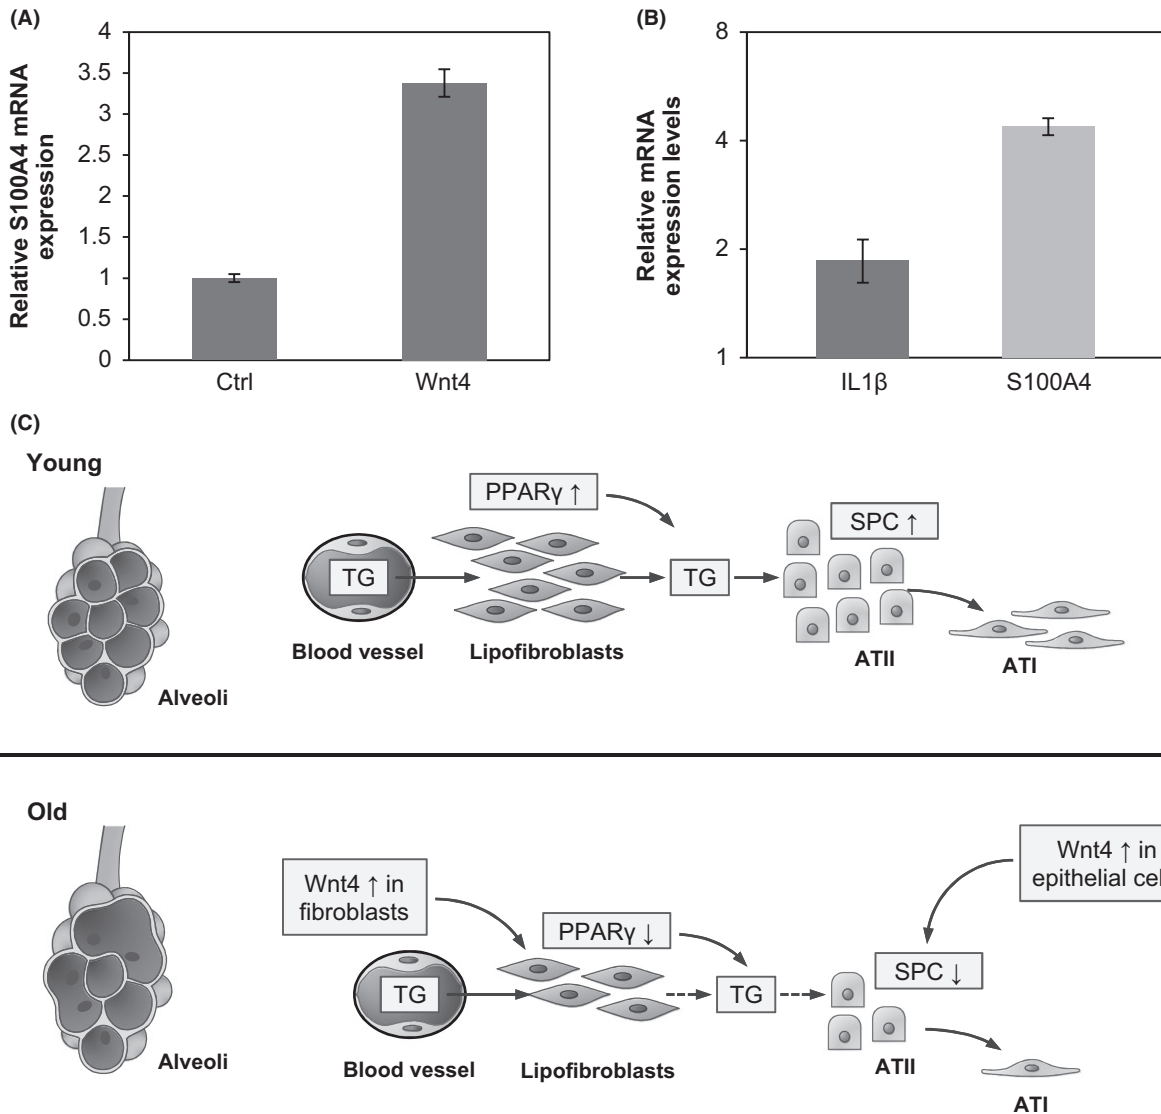 (A)
Relative S100A4 mRNA
expression
4
3.5
3
2.5
2
1.5
1
0.5
0
Ctrl
Wnt4
(B)
Relative mRNA
expression levels
8
4
2
1
IL1β
S100A4
(C)
Young
PPARγ ↑
SPC ↑
TG
TG
Blood vessel
Lipofibroblasts
ATII
ATI
Alveoli
Old
Wnt4 ↑ in
fibroblasts
Wnt4 ↑ in
epithelial cel
PPARγ ↓
SPC ↓
TG
TG
Alveoli
Blood vessel
Lipofibroblasts
ATII
ATI